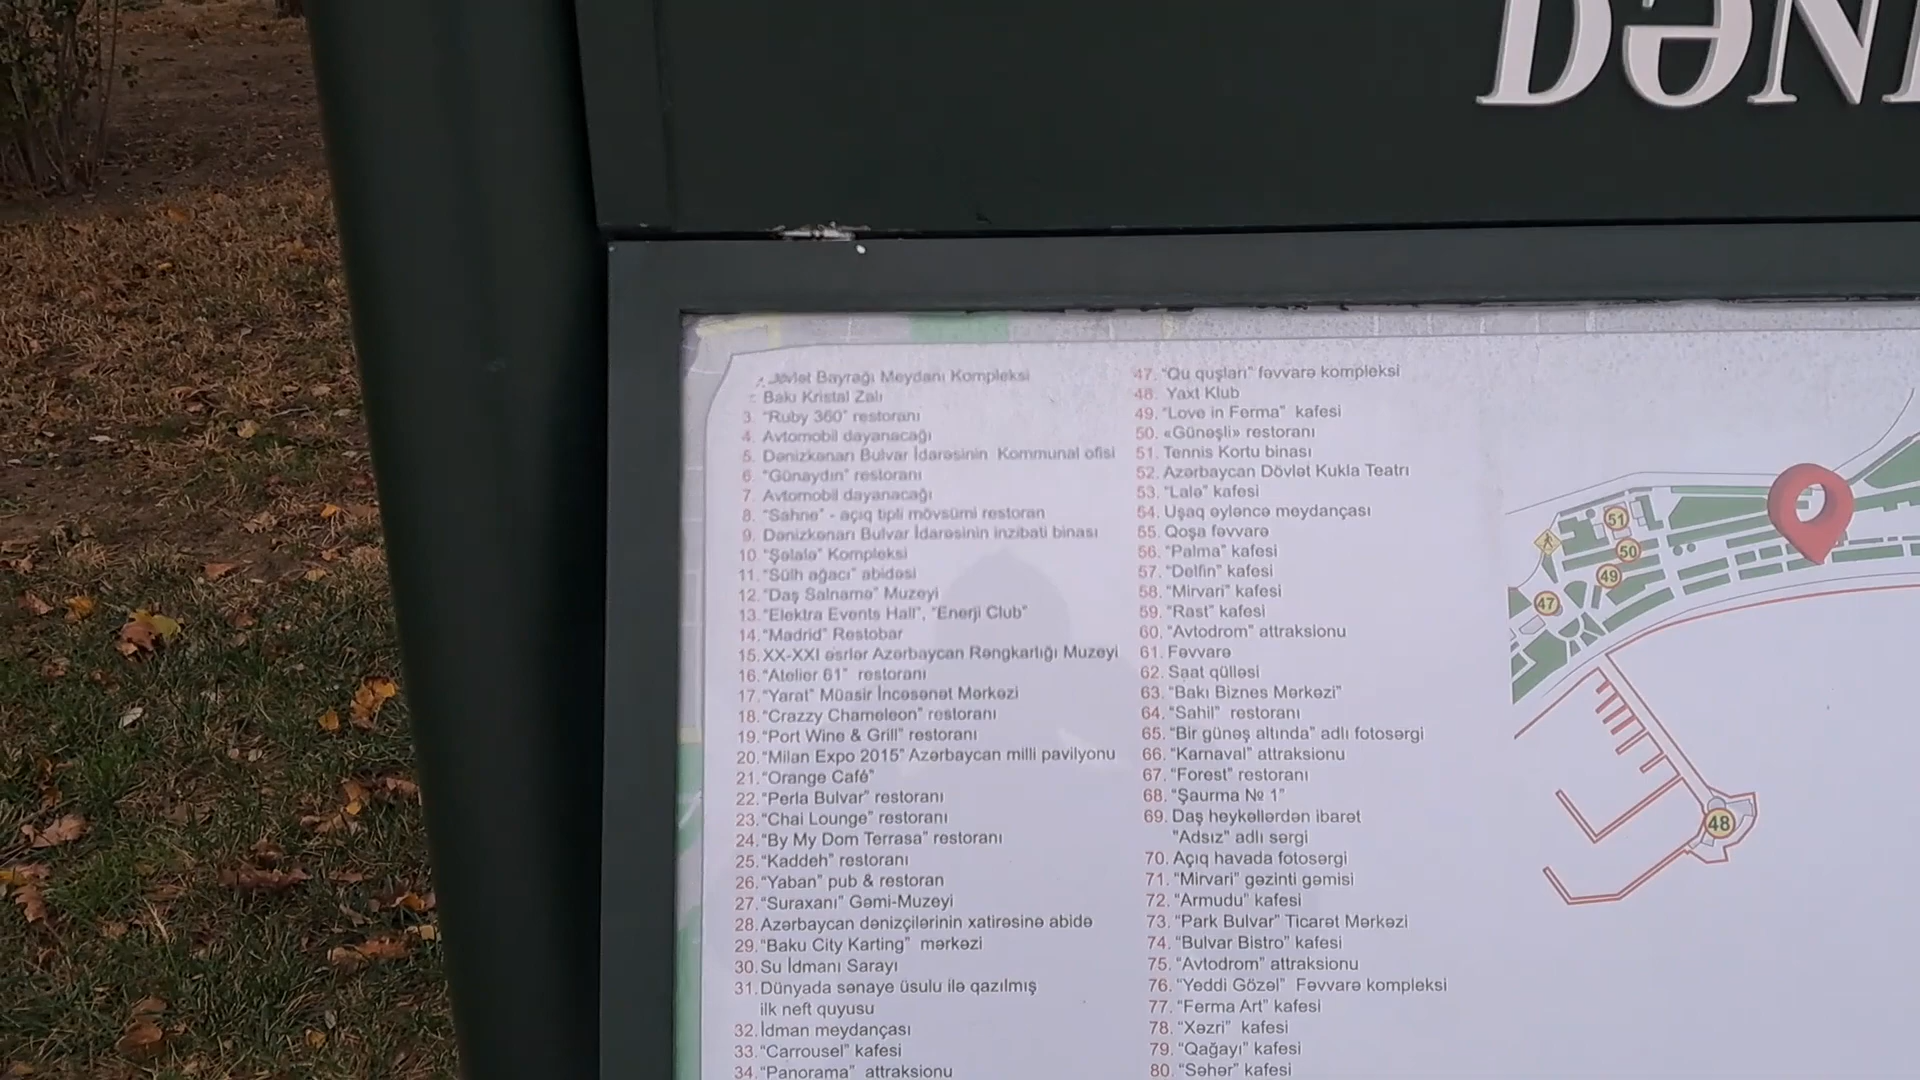 DƏN
Dövlət Bayrağı Meydanı Kompleksi
Bakı Kristal Zalı
3. "Ruby 360" restoranı
4. Avtomobil dayanacağı
5. Dənizkənarı Bulvar İdarəsinin Kommunal ofisi
6. "Günaydın" restoranı
7. Avtomobil dayanacağı
8. "Səhnə" - açıq tipli mövsümi restoran
9. Dənizkənarı Bulvar İdarəsinin inzibati binası
10. "Şəlalə" Kompleksi
11. "Sülh ağacı" abidəsi
12. "Daş Salnamə" Muzeyi
13. "Elektra Events Hall", "Enerji Club"
14. "Madrid" Restobar
15. XX-XXI əsrlər Azərbaycan Rəngkarlığı Muzeyi
16. "Atelier 61" restoranı
17. "Yarat" Müasir İncəsənət Mərkəzi
18. "Crazzy Chameleon" restoranı
19. "Port Wine & Grill" restoranı
20. "Milan Expo 2015" Azərbaycan milli pavilyonu
21. "Orange Café"
22. "Perla Bulvar" restoranı
23. "Chai Lounge" restoranı
24. "By My Dom Terrasa" restoranı
25. "Kaddeh" restoranı
26. "Yaban" pub & restoran
27. "Suraxanı" Gəmi-Muzeyi
28. Azərbaycan dənizçilərinin xatirəsinə abidə
29. "Baku City Karting" mərkəzi
30. Su İdmanı Sarayı
31. Dünyada sənaye üsulu ilə qazılmış
ilk neft quyusu
32. İdman meydançası
33. "Carrousel" kafesi
34. "Panorama" attraksionu
47. "Qu quşları" fəvvarə kompleksi
48. Yaxt Klub
49. "Love in Ferma" kafesi
50. «Günəşli» restoranı
51. Tennis Kortu binası
52. Azərbaycan Dövlət Kukla Teatrı
53. "Lalə" kafesi
54. Uşaq əyləncə meydançası
55. Qoşa fəvvarə
56. "Palma" kafesi
57. "Delfin" kafesi
58. "Mirvari" kafesi
59. "Rast" kafesi
60. "Avtodrom" attraksionu
61. Fəvvarə
62. Saat qülləsi
63. "Bakı Biznes Mərkəzi"
64. "Sahil" restoranı
65. "Bir günəş altında" adlı fotosərgi
66. "Karnaval" attraksionu
67. "Forest" restoranı
68. "Şaurma № 1"
69. Daş heykəllərdən ibarət
"Adsız" adlı sərgi
70. Açıq havada fotosərgi
71. "Mirvari" gəzinti gəmisi
72. "Armudu" kafesi
73. "Park Bulvar" Ticarət Mərkəzi
74. "Bulvar Bistro" kafesi
75. "Avtodrom" attraksionu
76. "Yeddi Gözəl" Fəvvarə kompleksi
77. "Ferma Art" kafesi
78. "Xəzri" kafesi
79. "Qağayı" kafesi
80. "Səhər" kafesi
51
50
49
47
48